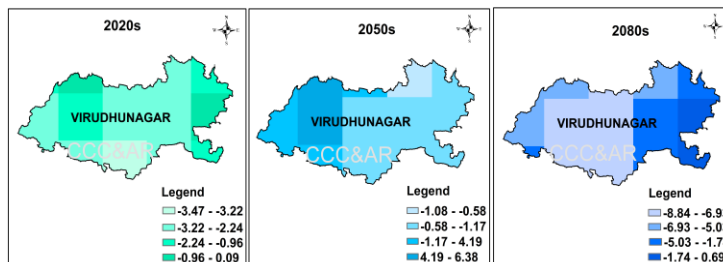 2020s
VIRUDHUNAGAR
CCC&AR
Legend
-3.47 - -3.22
-3.22 - -2.24
-2.24 - -0.96
-0.96 - 0.09
2050s
VIRUDHUNAGAR
CCC&AR
Legend
-1.08 - -0.58
-0.58 - -1.17
-1.17 - 4.19
4.19 - 6.38
2080s
VIRUDHUNAGAR
CCC&AR
Legend
-8.84 - -6.9
-6.93 - -5.0
-5.03 - -1.7
-1.74 - 0.69